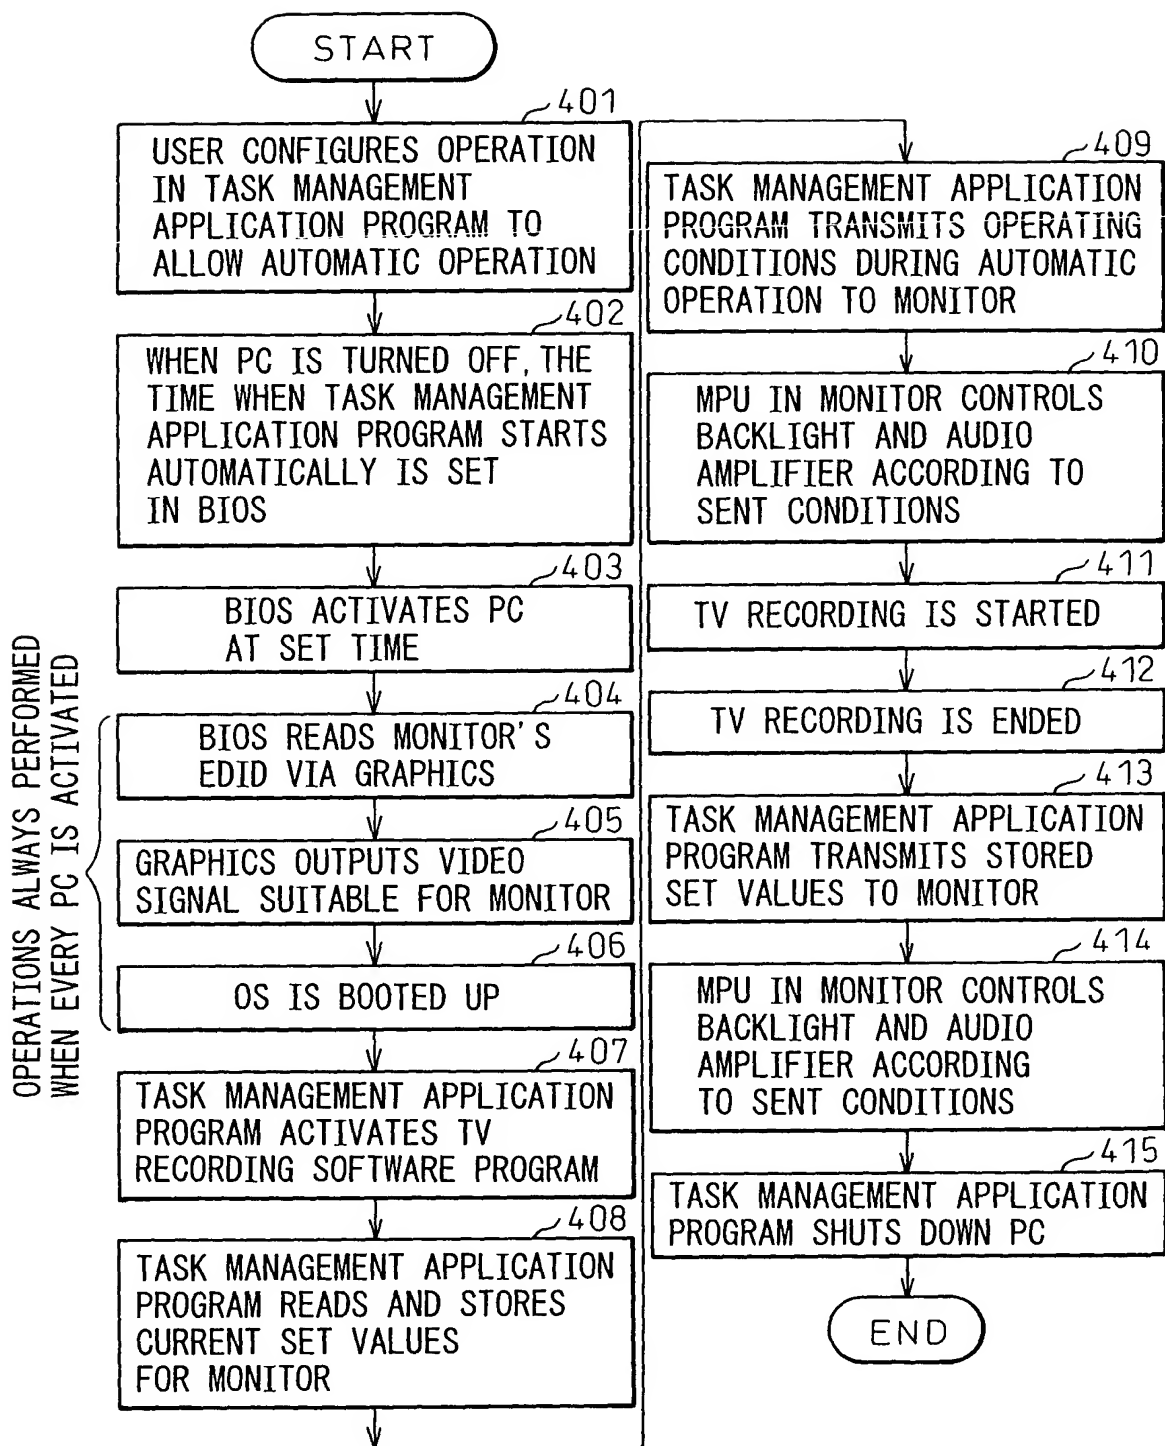 START
401
USER CONFIGURES OPERATION
IN TASK MANAGEMENT
APPLICATION PROGRAM TO
ALLOW AUTOMATIC OPERATION
402
WHEN PC IS TURNED OFF, THE
TIME WHEN TASK MANAGEMENT
APPLICATION PROGRAM STARTS
AUTOMATICALLY IS SET
IN BIOS
403
BIOS ACTIVATES PC
AT SET TIME
OPERATIONS ALWAYS PERFORMED
WHEN EVERY PC IS ACTIVATED
404
BIOS READS MONITOR'S
EDID VIA GRAPHICS
405
GRAPHICS OUTPUTS VIDEO
SIGNAL SUITABLE FOR MONITOR
406
OS IS BOOTED UP
407
TASK MANAGEMENT APPLICATION
PROGRAM ACTIVATES TV
RECORDING SOFTWARE PROGRAM
408
TASK MANAGEMENT APPLICATION
PROGRAM READS AND STORES
CURRENT SET VALUES
FOR MONITOR
409
TASK MANAGEMENT APPLICATION
PROGRAM TRANSMITS OPERATING
CONDITIONS DURING AUTOMATIC
OPERATION TO MONITOR
410
MPU IN MONITOR CONTROLS
BACKLIGHT AND AUDIO
AMPLIFIER ACCORDING TO
SENT CONDITIONS
411
TV RECORDING IS STARTED
412
TV RECORDING IS ENDED
413
TASK MANAGEMENT APPLICATION
PROGRAM TRANSMITS STORED
SET VALUES TO MONITOR
414
MPU IN MONITOR CONTROLS
BACKLIGHT AND AUDIO
AMPLIFIER ACCORDING
TO SENT CONDITIONS
415
TASK MANAGEMENT APPLICATION
PROGRAM SHUTS DOWN PC
END